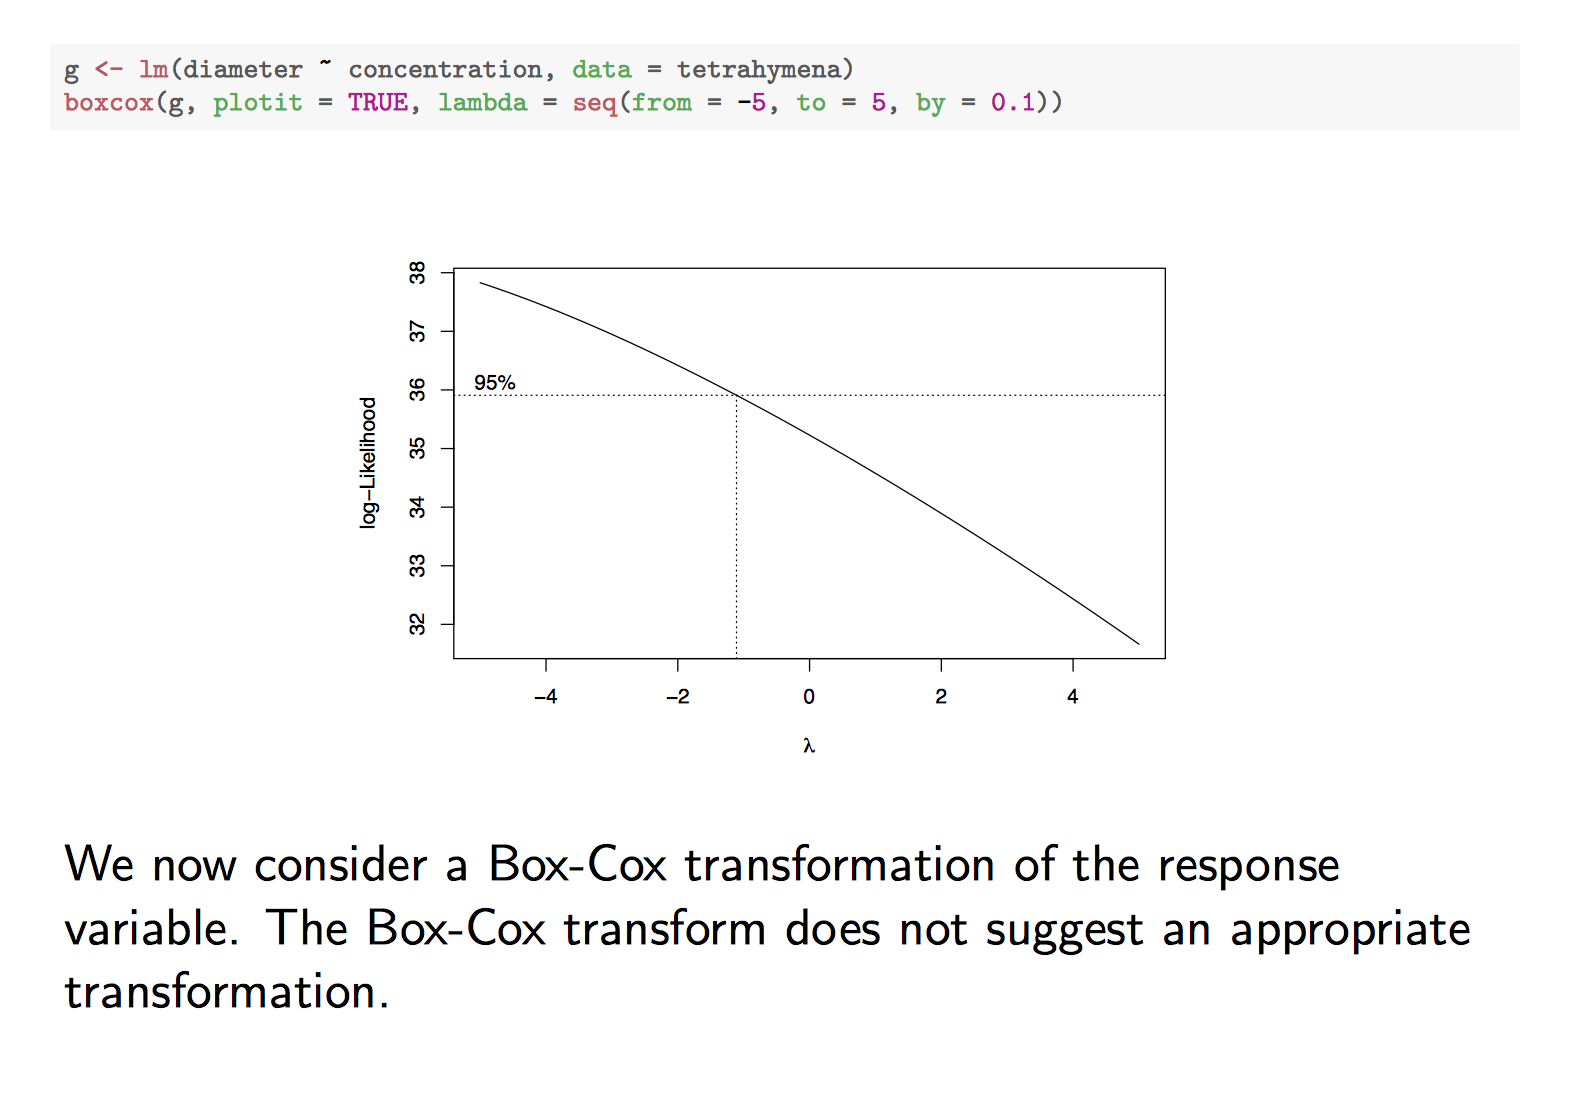 g <- lm(diameter ~ concentration, data = tetrahymena)
boxcox(g, plotit = TRUE, lambda = seq(from = -5, to = 5, by = 0.1))
38
37
36
35
34
33
32
log-Likelihood
95%
-4 -2 0 2 4
λ
We now consider a Box-Cox transformation of the response
variable. The Box-Cox transform does not suggest an appropriate
transformation.